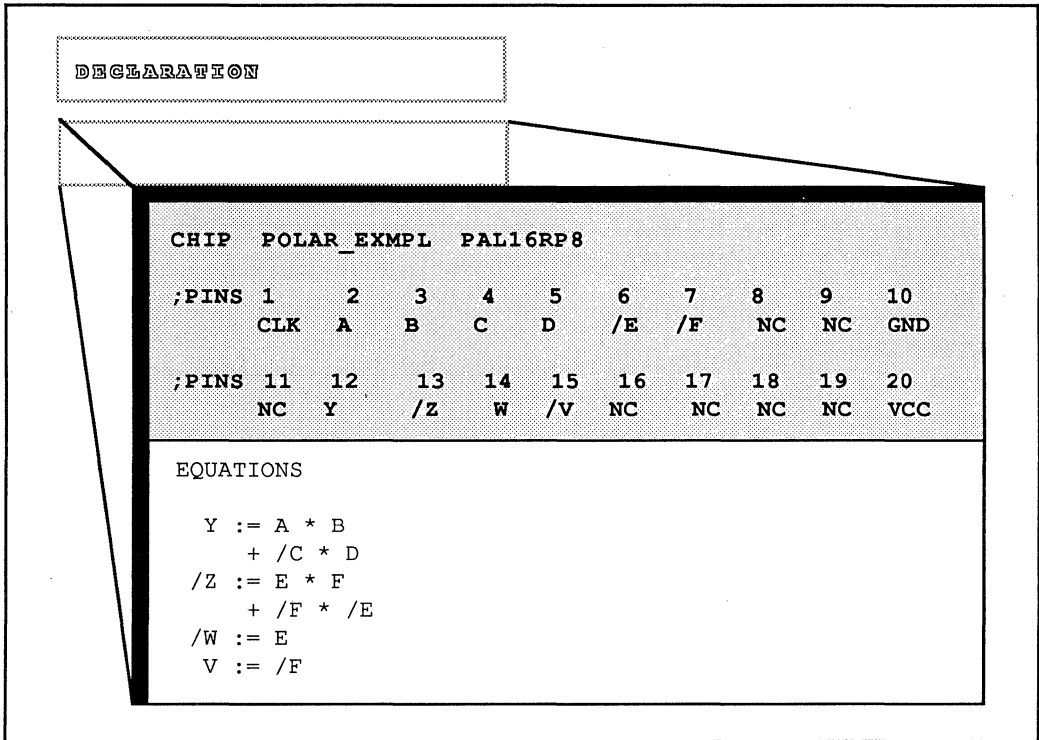 DECLARATION
CHIP POLAR_EXMPL PAL16RP8
;PINS 1 2 3 4 5 6 7 8 9 10
CLK A B C D /E /F NC NC GND
;PINS 11 12 13 14 15 16 17 18 19 20
NC Y /Z W /V NC NC NC NC VCC
EQUATIONS
Y := A * B
+ /C * D
/Z := E * F
+ /F * /E
/W := E
V := /F